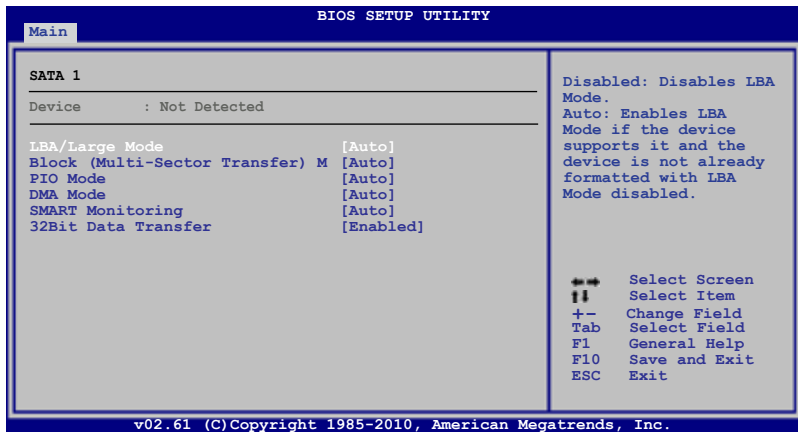 BIOS SETUP UTILITY
Main
SATA 1
Device : Not Detected
LBA/Large Mode [Auto]
Block (Multi-Sector Transfer) M [Auto]
PIO Mode [Auto]
DMA Mode [Auto]
SMART Monitoring [Auto]
32Bit Data Transfer [Enabled]
Disabled: Disables LBA
Mode.
Auto: Enables LBA
Mode if the device
supports it and the
device is not already
formatted with LBA
Mode disabled.
←→ Select Screen
↑↓ Select Item
+- Change Field
Tab Select Field
F1 General Help
F10 Save and Exit
ESC Exit
v02.61 (C)Copyright 1985-2010, American Megatrends, Inc.